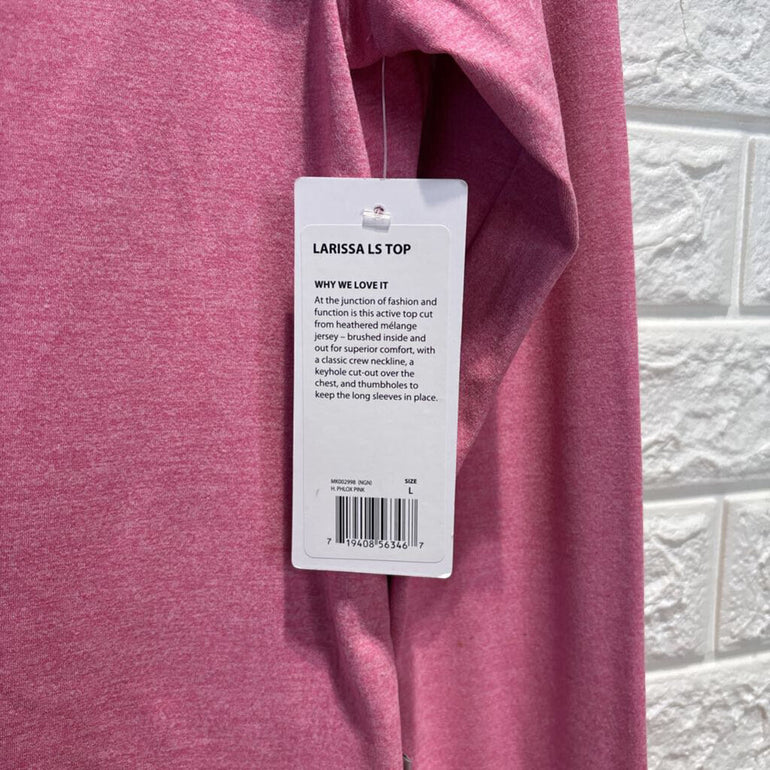 LARISSA LS TOP
WHY WE LOVE IT
At the junction of fashion and
function is this active top cut
from heathered mélange
jersey – brushed inside and
out for superior comfort, with
a classic crew neckline, a
keyhole cut-out over the
chest, and thumbholes to
keep the long sleeves in place.
MK002998 (NGN)
H. PHLOX PINK
SIZE
L
7 19408 56346 7